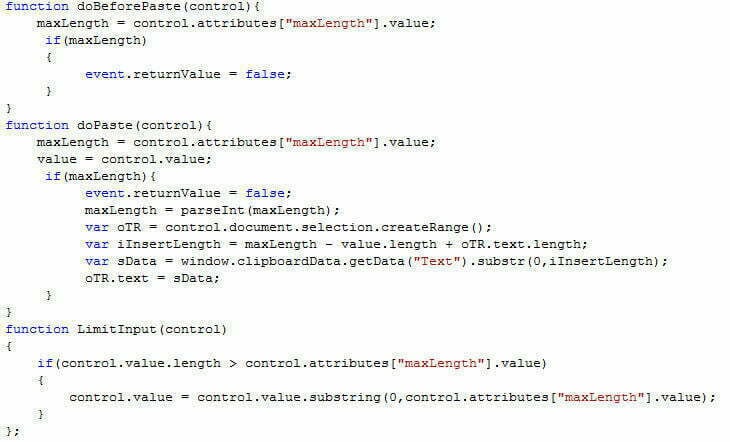 function doBeforePaste(control){
maxLength = control.attributes["maxLength"].value;
if(maxLength)
{
event.returnValue = false;
}
}
function doPaste(control){
maxLength = control.attributes["maxLength"].value;
value = control.value;
if(maxLength){
event.returnValue = false;
maxLength = parseInt(maxLength);
var oTR = control.document.selection.createRange();
var iInsertLength = maxLength - value.length + oTR.text.length;
var sData = window.clipboardData.getData("Text").substr(0,iInsertLength);
oTR.text = sData;
}
}
function LimitInput(control)
{
if(control.value.length > control.attributes["maxLength"].value)
{
control.value = control.value.substring(0,control.attributes["maxLength"].value);
}
};